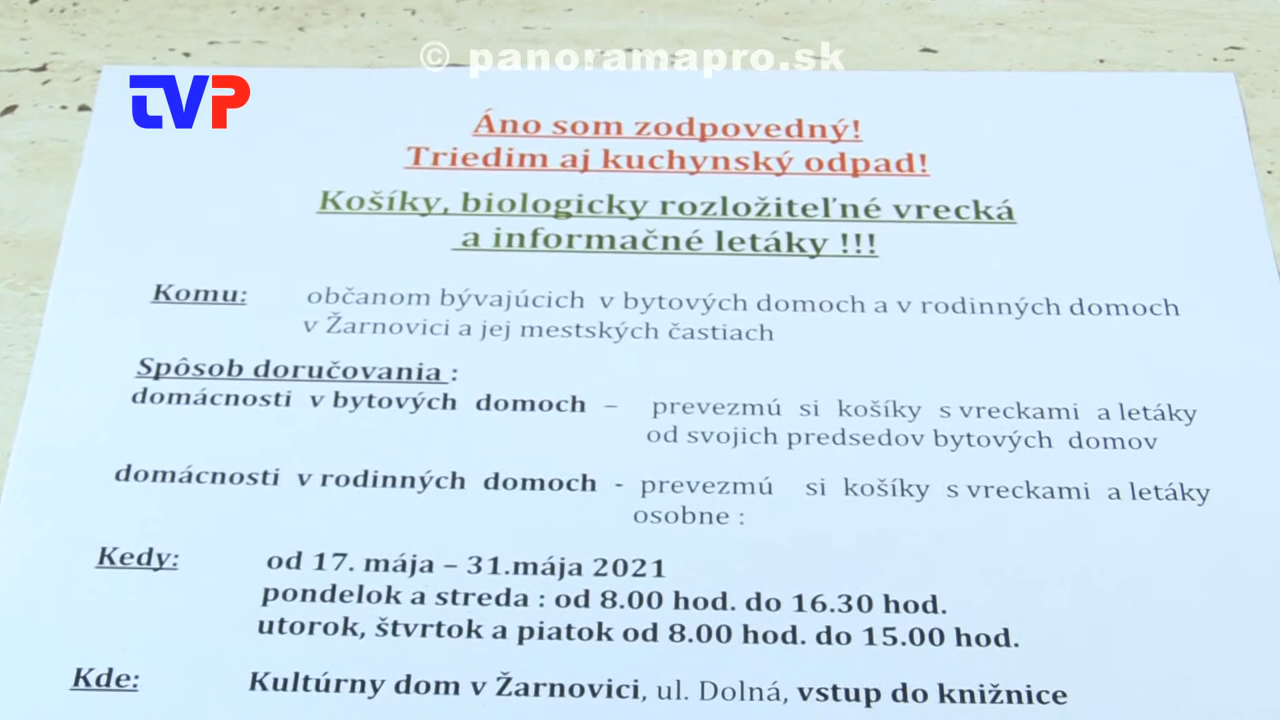 © panoramapro.sk
TVP
Áno som zodpovedný!
Triedim aj kuchynský odpad!
Košíky, biologicky rozložiteľné vrecká
a informačné letáky !!!
Komu: občanom bývajúcich v bytových domoch a v rodinných domoch
v Žarnovici a jej mestských častiach
Spôsob doručovania :
domácnosti v bytových domoch – prevezmú si košíky s vreckami a letáky
od svojich predsedov bytových domov
domácnosti v rodinných domoch - prevezmú si košíky s vreckami a letáky
osobne :
Kedy: od 17. mája – 31.mája 2021
pondelok a streda : od 8.00 hod. do 16.30 hod.
utorok, štvrtok a piatok od 8.00 hod. do 15.00 hod.
Kde: Kultúrny dom v Žarnovici, ul. Dolná, vstup do knižnice